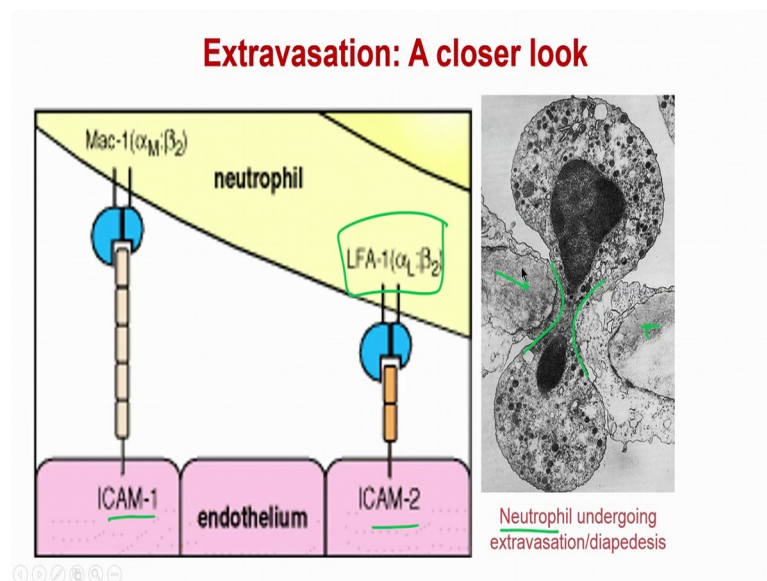 Extravasation: A closer look
Mac-1(αM:β2)
neutrophil
LFA-1(αL:β2)
ICAM-1
endothelium
ICAM-2
Neutrophil undergoing
extravasation/diapedesis